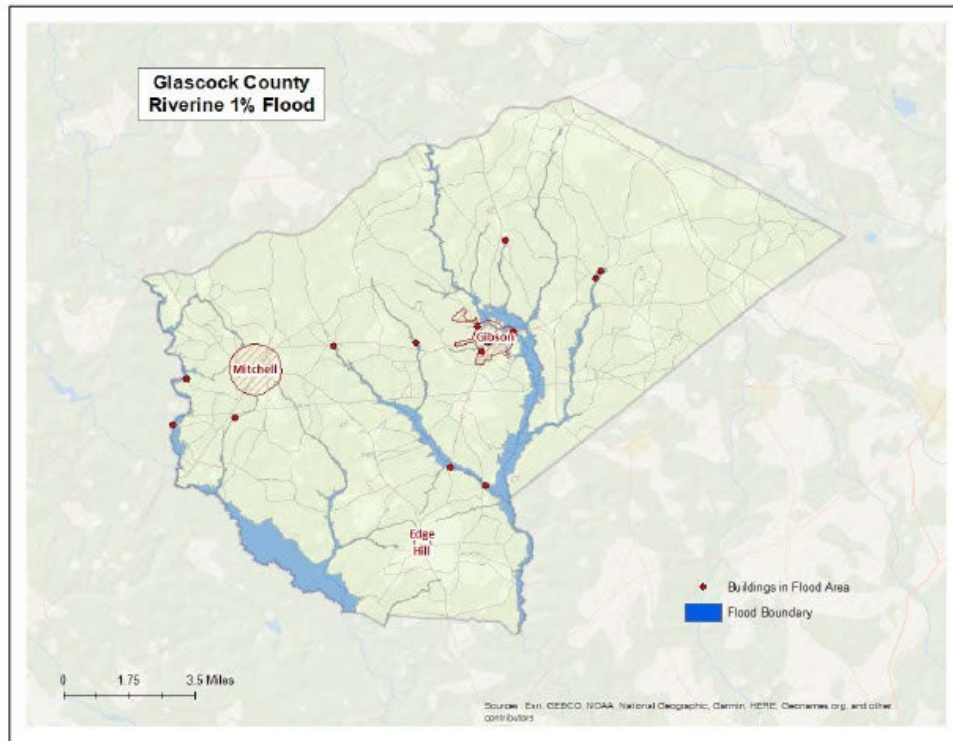 Glascock County
Riverine 1% Flood
Gibson
Mitchell
Edge
Hill
Buildings in Flood Area
Flood Boundary
0 1.75 3.5 Miles
Sources: Esri, GEBCO, NOAA, National Geographic, Garmin, HERE, Geonames.org, and other
contributors